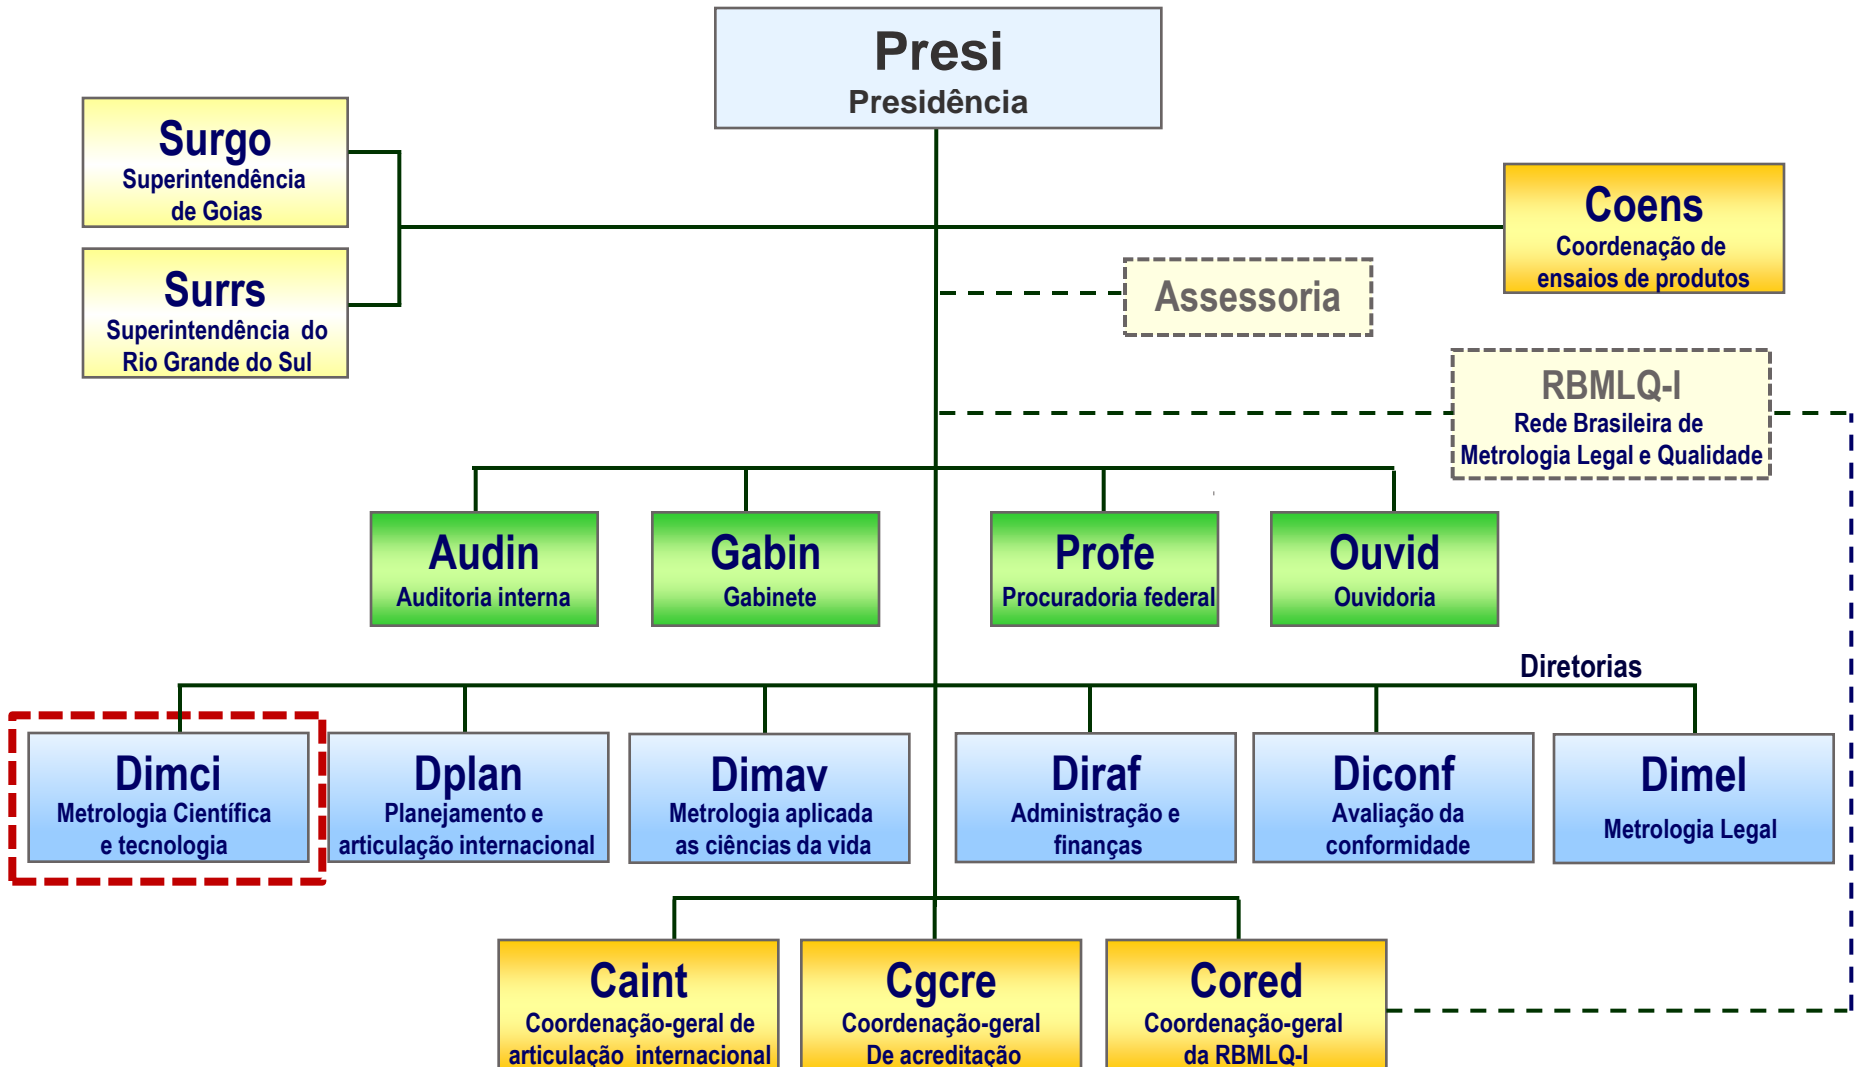 Presi
Presidência
Surgo
Superintendência
de Goias
Surrs
Superintendência do
Rio Grande do Sul
Coens
Coordenação de
ensaios de produtos
Assessoria
RBMLQ-I
Rede Brasileira de
Metrologia Legal e Qualidade
Audin
Auditoria interna
Gabin
Gabinete
Profe
Procuradoria federal
Ouvid
Ouvidoria
Diretorias
Dimci
Metrologia Científica
e tecnologia
Dplan
Planejamento e
articulação internacional
Dimav
Metrologia aplicada
as ciências da vida
Diraf
Administração e
finanças
Diconf
Avaliação da
conformidade
Dimel
Metrologia Legal
Caint
Coordenação-geral de
articulação internacional
Cgcre
Coordenação-geral
De acreditação
Cored
Coordenação-geral
da RBMLQ-I